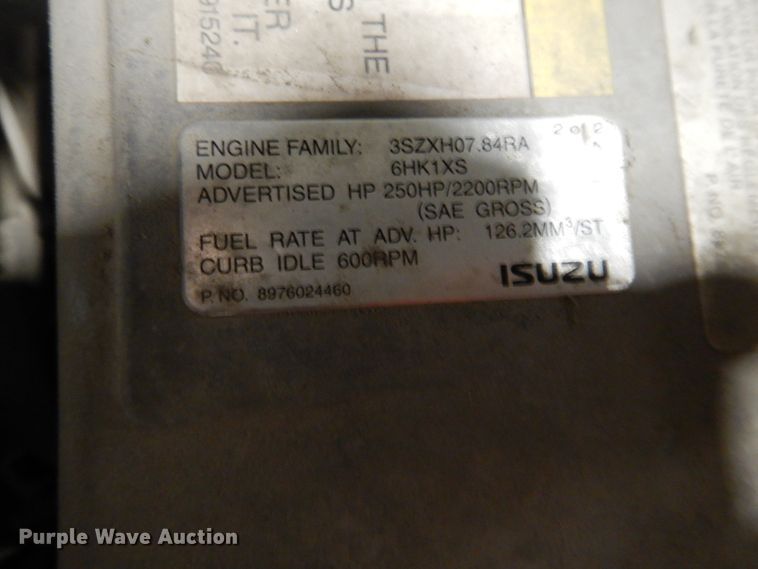 THE
S
ER
IT.
915240
ENGINE FAMILY: 3SZXH07.84RA
MODEL: 6HK1XS
ADVERTISED HP 250HP/2200RPM
(SAE GROSS)
FUEL RATE AT ADV. HP: 126.2MM³/ST
CURB IDLE 600RPM
ISUZU
P. NO. 8976024460
Purple Wave Auction